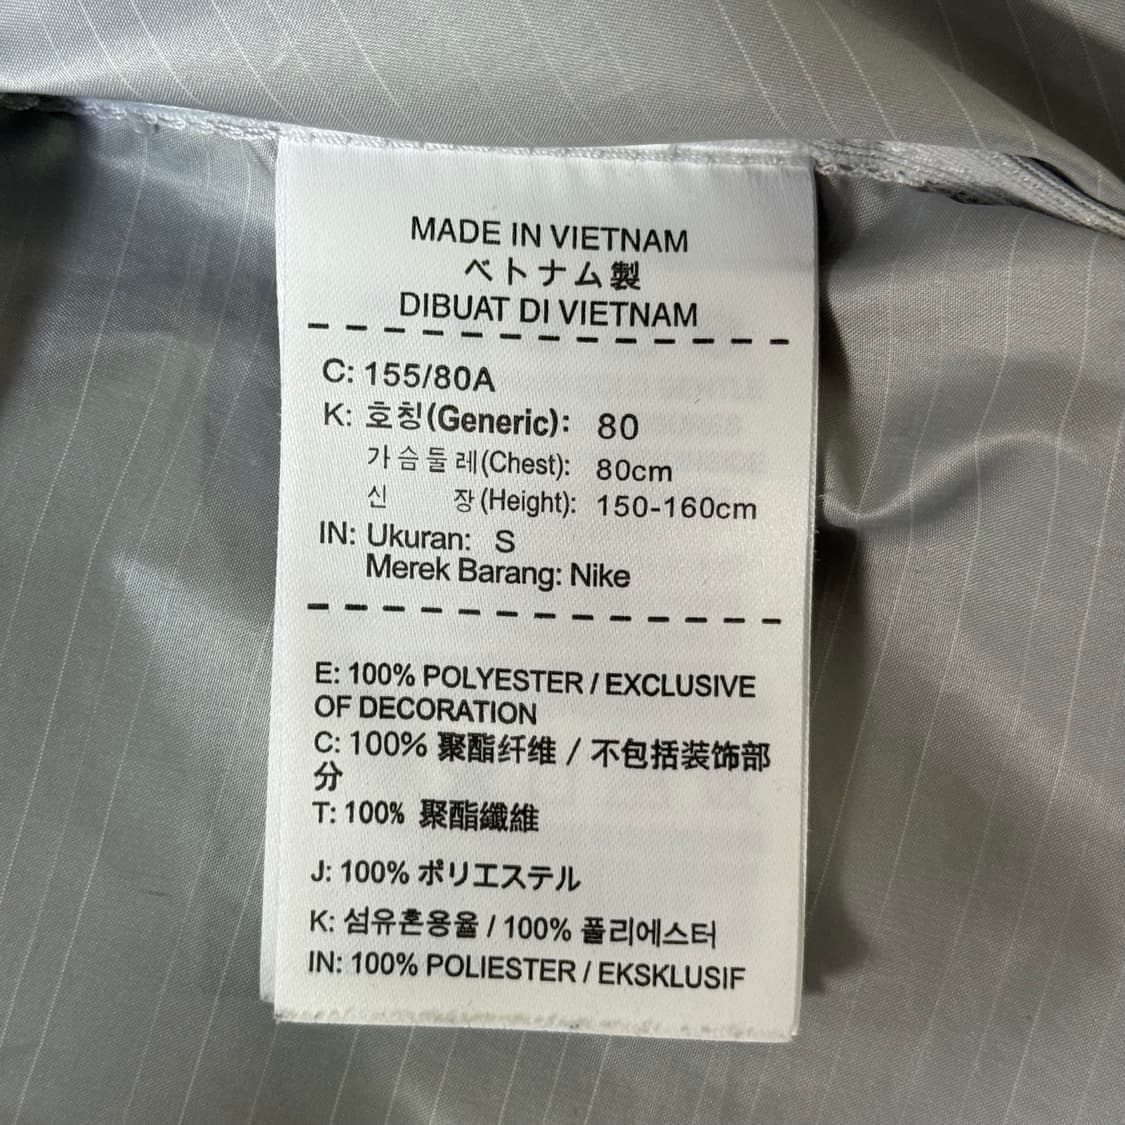 MADE IN VIETNAM
ベトナム製
DIBUAT DI VIETNAM
C: 155/80A
K: 호칭(Generic): 80
가슴둘레(Chest): 80cm
신 장(Height): 150-160cm
IN: Ukuran: S
Merek Barang: Nike
E: 100% POLYESTER / EXCLUSIVE
OF DECORATION
C: 100% 聚酯纤维 / 不包括装饰部
分
T: 100% 聚酯纖維
J: 100% ポリエステル
K: 섬유혼용율 / 100% 폴리에스터
IN: 100% POLIESTER / EKSKLUSIF